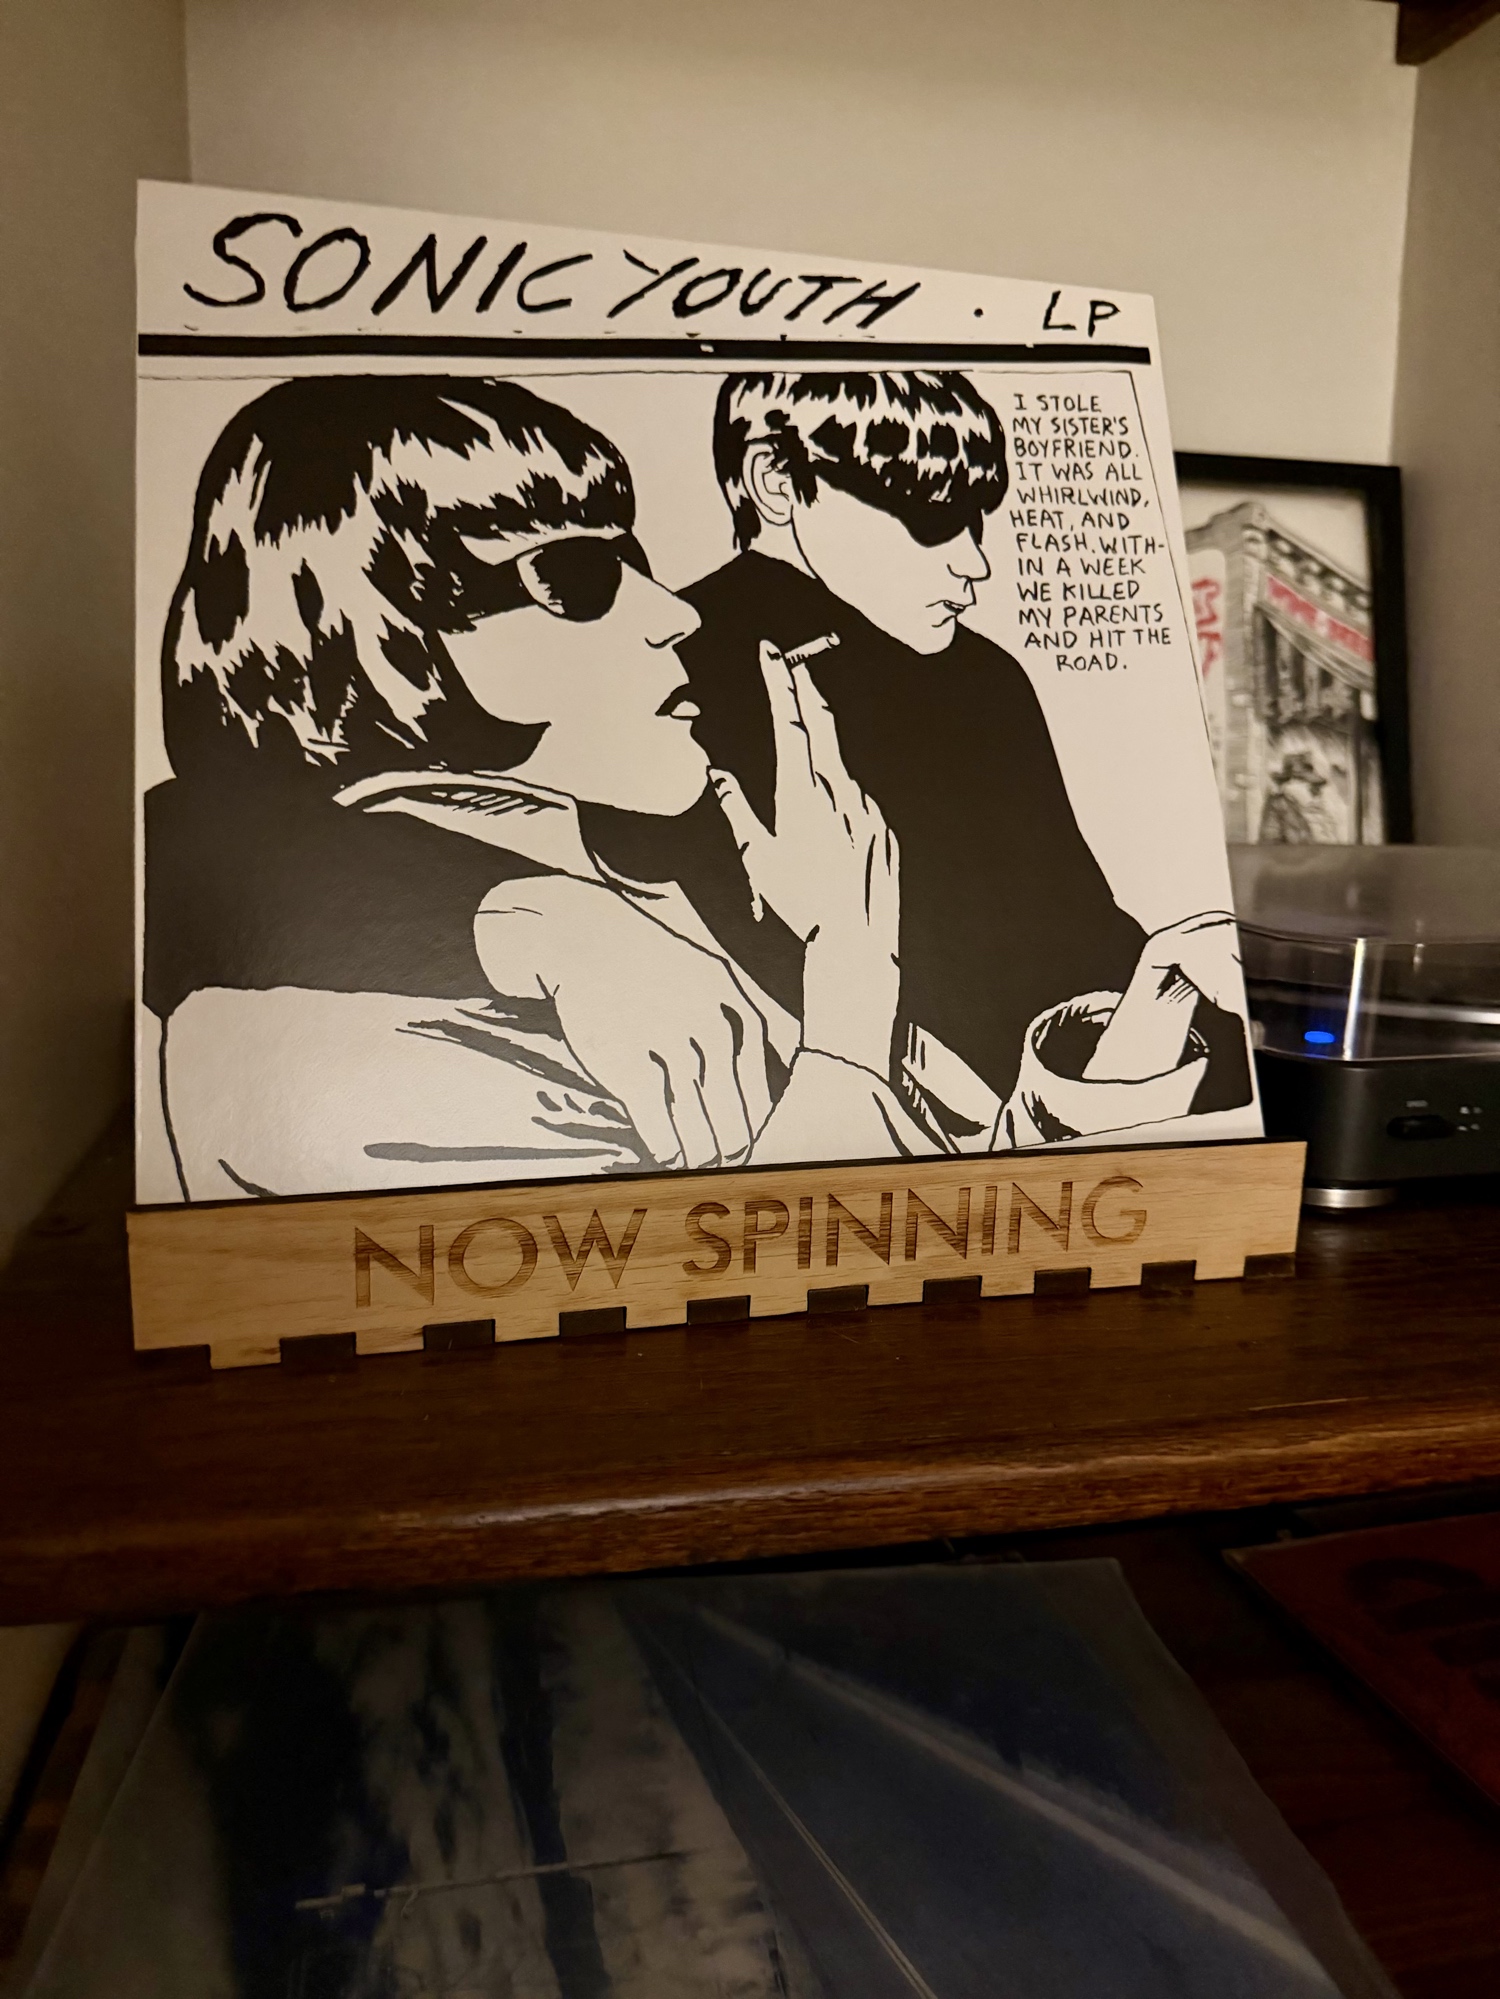 SONIC YOUTH . LP
I STOLE
MY SISTER'S
BOYFRIEND.
IT WAS ALL
WHIRLWIND,
HEAT, AND
FLASH. WITH-
IN A WEEK
WE KILLED
MY PARENTS
AND HIT THE
ROAD.
NOW SPINNING